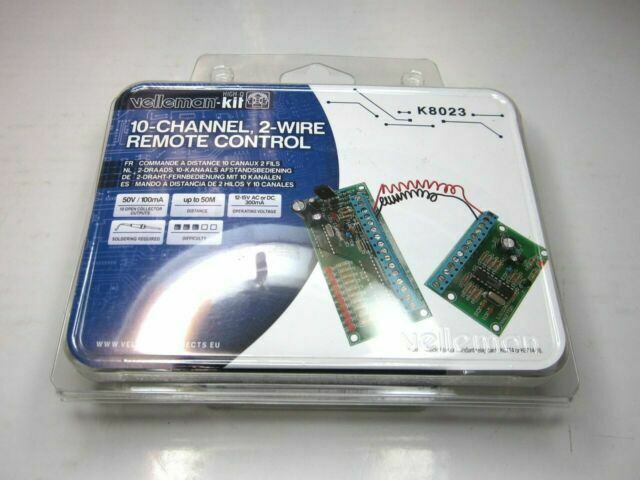 velleman-kit
HIGH-Q
K8023
10-CHANNEL, 2-WIRE
REMOTE CONTROL
FR COMMANDE A DISTANCE 10 CANAUX 2 FILS
NL 2-DRAADS, 10-KANAALS AFSTANDSBEDIENING
DE 2-DRAHT-FERNBEDIENUNG MIT 10 KANÄLEN
ES MANDO A DISTANCIA DE 2 HILOS Y 10 CANALES
50V / 100mA
10 OPEN COLLECTOR
OUTPUTS
up to 50M
DISTANCE
12-15V AC or DC,
300mA
OPERATING VOLTAGE
SOLDERING REQUIRED
DIFFICULTY
velleman